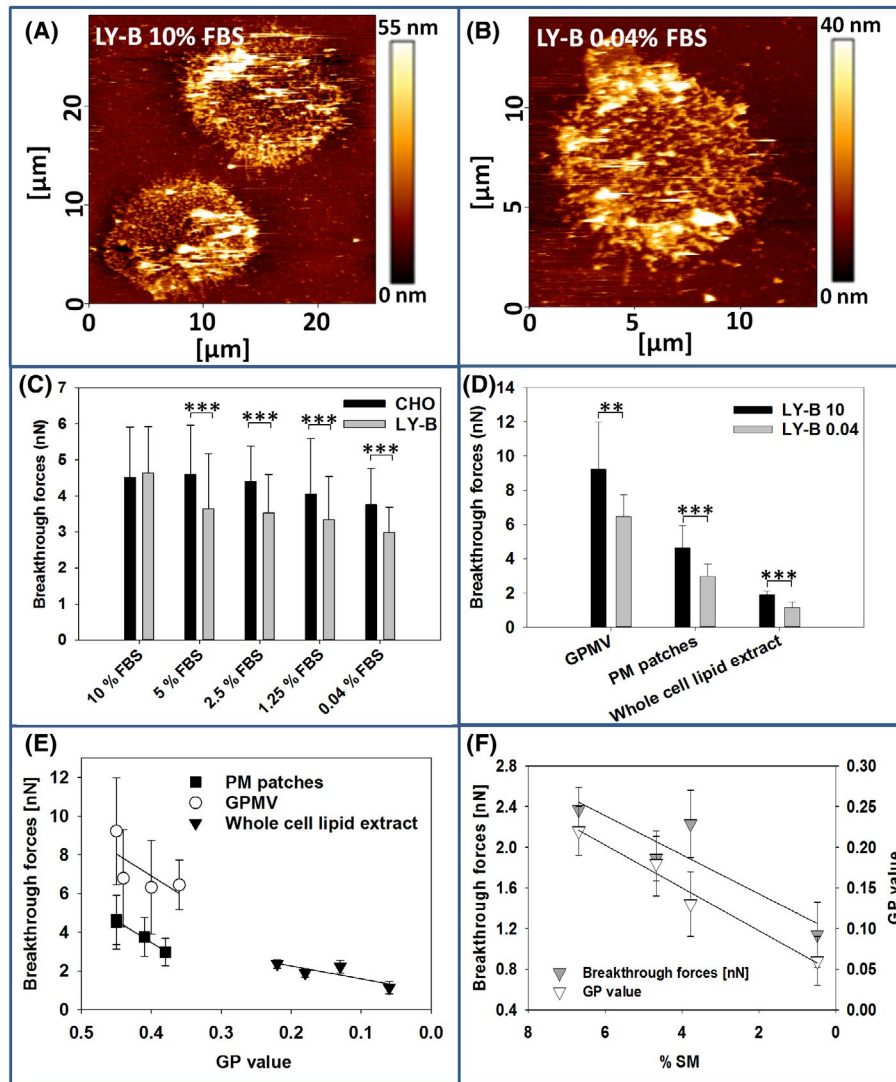 (A)
LY-B 10% FBS
55 nm
0 nm
20
10
0
[µm]
0 10 20
[µm]
(B)
LY-B 0.04% FBS
40 nm
0 nm
10
5
0
[µm]
5 10
[µm]
(C)
CHO
LY-B
*** *** *** ***
7
6
5
4
3
2
1
0
Breakthrough forces (nN)
10 % FBS
5 % FBS
2.5 % FBS
1.25 % FBS
0.04 % FBS
(D)
LY-B 10
LY-B 0.04
** *** ***
14
12
10
8
6
4
2
0
Breakthrough forces (nN)
GPMV
PM patches
Whole cell lipid extract
(E)
PM patches
GPMV
Whole cell lipid extract
12
10
8
6
4
2
0
Breakthrough forces [nN]
0.5 0.4 0.3 0.2 0.1 0.0
GP value
(F)
2.8
2.4
2.0
1.6
1.2
0.8
0.4
Breakthrough forces [nN]
0.30
0.25
0.20
0.15
0.10
0.05
0.00
GP value
Breakthrough forces [nN]
GP value
8 6 4 2 0
% SM